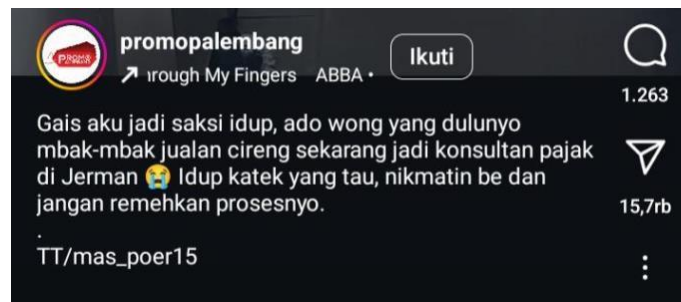 PROMO
promopalembang
Ikuti
rough My Fingers ABBA •
1.263
Gais aku jadi saksi idup, ado wong yang dulunyo
mbak-mbak jualan cireng sekarang jadi konsultan pajak
di Jerman 😭 Idup katek yang tau, nikmatin be dan
jangan remehkan prosesnyo.
.
TT/mas_poer15
15,7rb